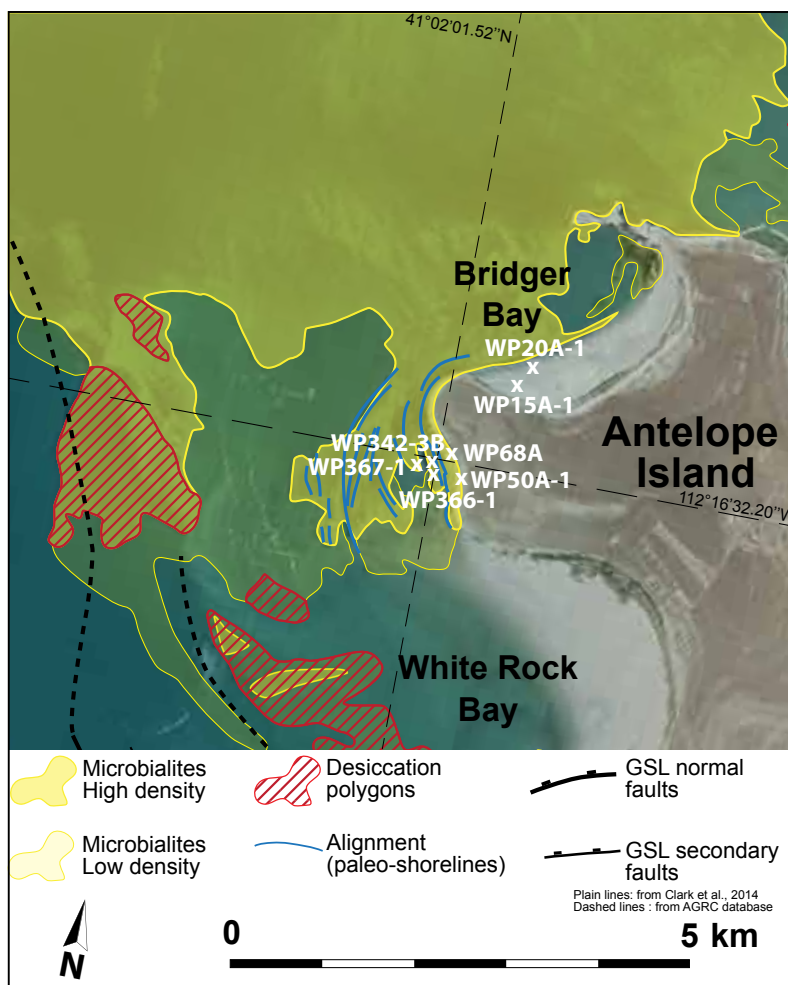 41°02'01.52''N
Bridger
Bay
WP20A-1
x
x
WP15A-1
Antelope
Island
WP342-3B
x WP68A
WP367-1 x x
x x WP50A-1
WP366-1
112°16'32.20''W
White Rock
Bay
Microbialites
High density
Desiccation
polygons
GSL normal
faults
Microbialites
Low density
Alignment
(paleo-shorelines)
GSL secondary
faults
Plain lines: from Clark et al., 2014
Dashed lines : from AGRC database
N
0
5 km